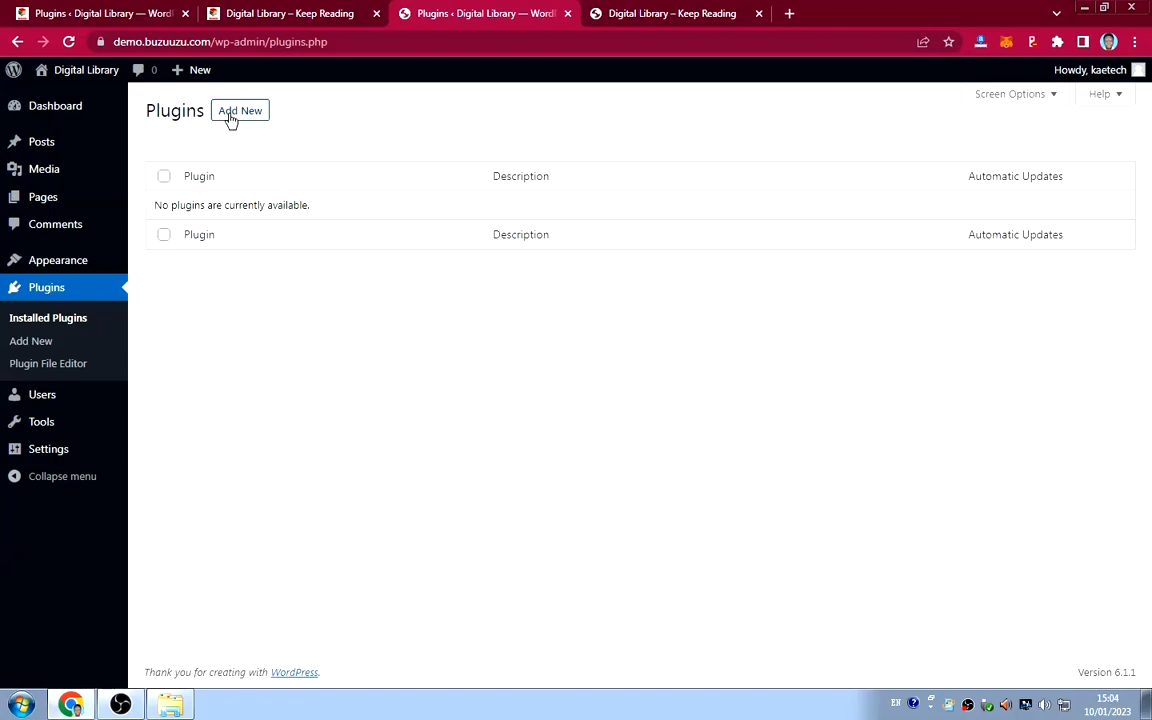 Plugins ‹ Digital Library — Word
Digital Library – Keep Reading
Plugins ‹ Digital Library — Word
Digital Library – Keep Reading
demo.buzuuzu.com/wp-admin/plugins.php
Digital Library
0
New
Howdy, kaetech
Screen Options
Help
Plugins
Add New
Dashboard
Posts
Media
Pages
Comments
Appearance
Plugins
Installed Plugins
Add New
Plugin File Editor
Users
Tools
Settings
Collapse menu
Plugin Description Automatic Updates
No plugins are currently available.
Plugin Description Automatic Updates
Thank you for creating with WordPress.
Version 6.1.1
EN
15:04
10/01/2023